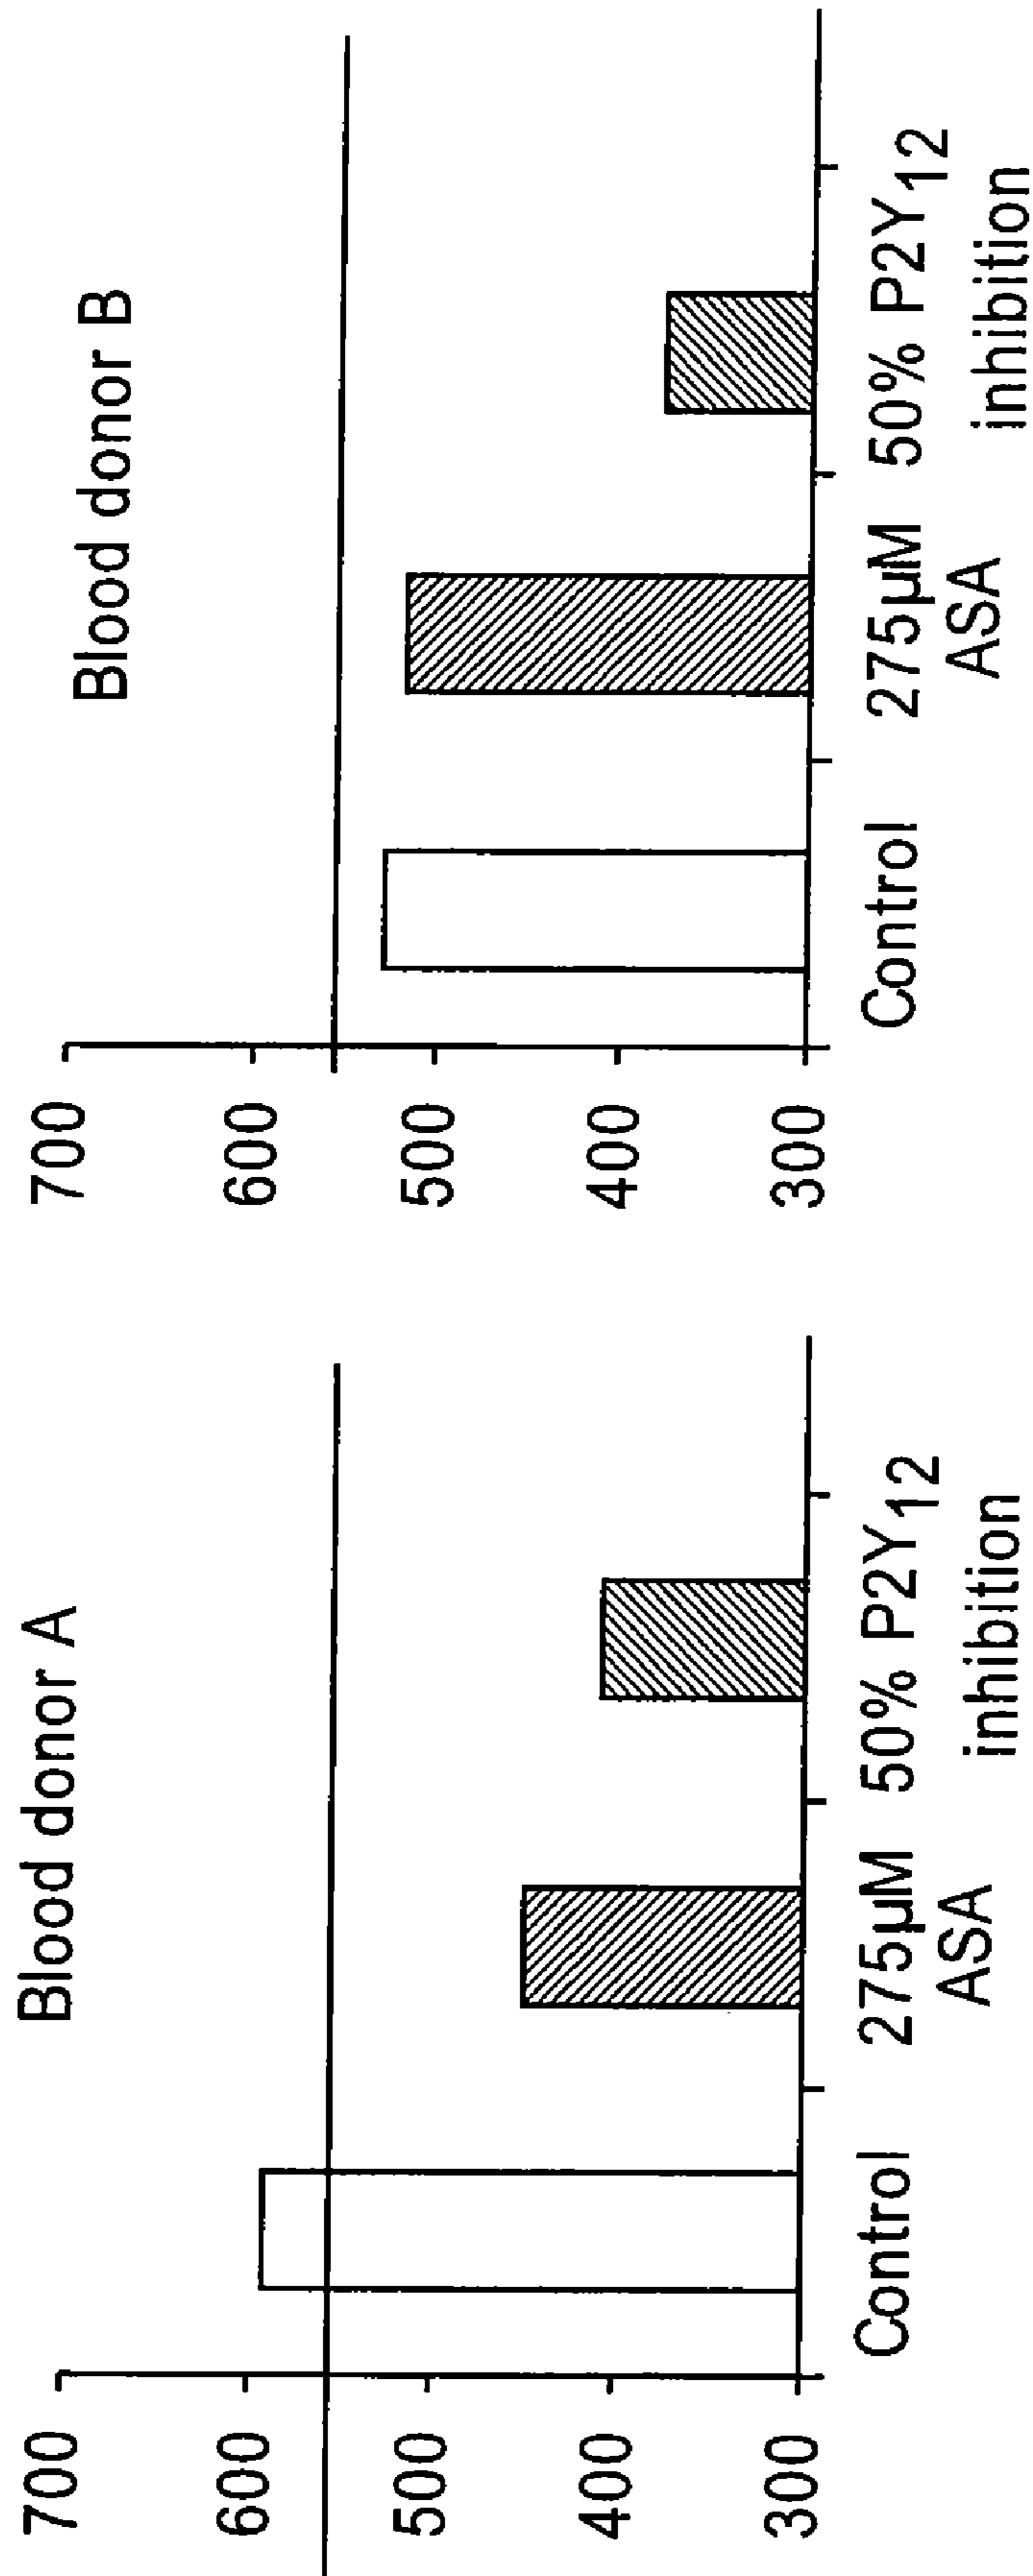 Blood donor A
700
600
500
400
300
Control
275µM
ASA
50% P2Y12
inhibition
Blood donor B
700
600
500
400
300
Control
275µM
ASA
50% P2Y12
inhibition